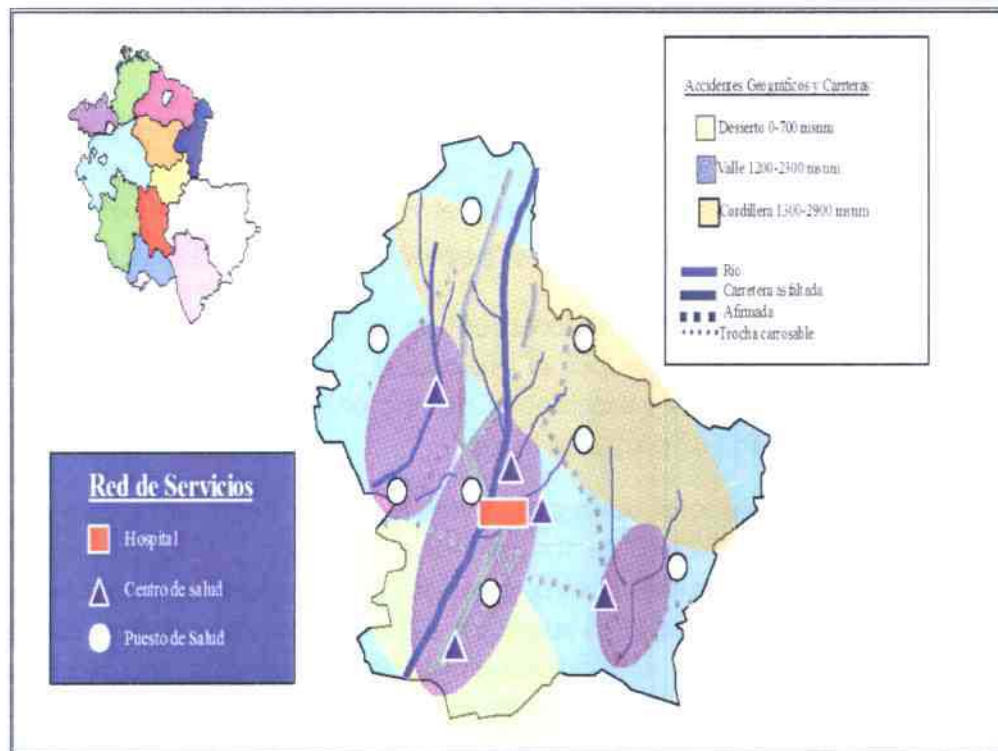 Accidentes Geográficos y Carrteras:
Desierto 0-700 msnm
Valle 1200-2300 msnm
Cordillera 1300-2900 msnm
Río
Carretera asfaltada
Afirmada
Trocha carrosable
Red de Servicios
Hospital
Centro de salud
Puesto de Salud